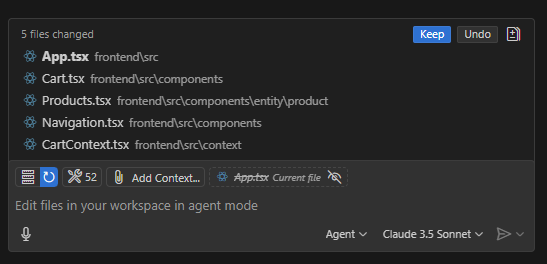 5 files changed Keep Undo
App.tsx frontend\src
Cart.tsx frontend\src\components
Products.tsx frontend\src\components\entity\product
Navigation.tsx frontend\src\components
CartContext.tsx frontend\src\context
52 Add Context... App.tsx Current file
Edit files in your workspace in agent mode
Agent Claude 3.5 Sonnet